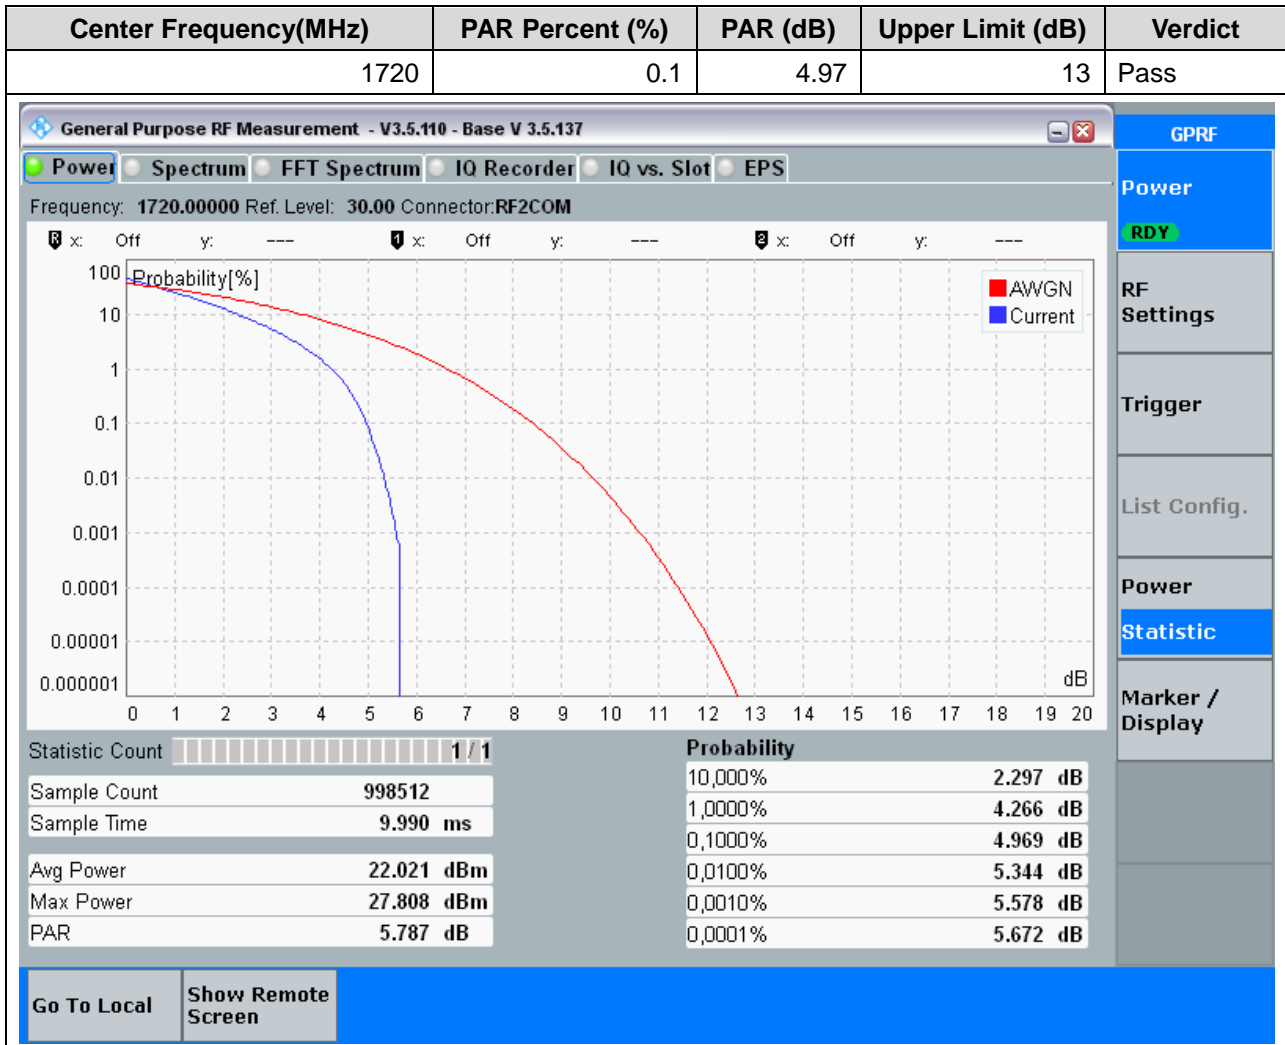 Center Frequency(MHz) PAR Percent (%) PAR (dB) Upper Limit (dB) Verdict
1720 0.1 4.97 13 Pass
General Purpose RF Measurement - V3.5.110 - Base V 3.5.137
GPRF
Power Spectrum FFT Spectrum IQ Recorder IQ vs. Slot EPS
Power
RDY
Frequency: 1720.00000 Ref. Level: 30.00 Connector:RF2COM
R x: Off y: --- 1 x: Off y: --- 2 x: Off y: ---
Probability[%]
AWGN
Current
100
10
1
0.1
0.01
0.001
0.0001
0.00001
0.000001
dB
0 1 2 3 4 5 6 7 8 9 10 11 12 13 14 15 16 17 18 19 20
RF
Settings
Trigger
List Config.
Power
Statistic
Marker /
Display
Statistic Count 1 / 1
Sample Count 998512
Sample Time 9.990 ms
Avg Power 22.021 dBm
Max Power 27.808 dBm
PAR 5.787 dB
Probability
10,000% 2.297 dB
1,0000% 4.266 dB
0,1000% 4.969 dB
0,0100% 5.344 dB
0,0010% 5.578 dB
0,0001% 5.672 dB
Go To Local
Show Remote
Screen